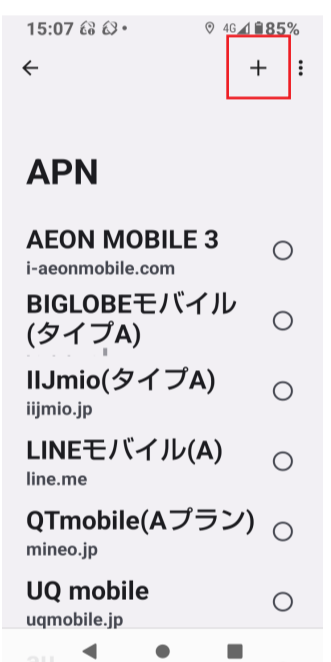 15:07
4G 85%
APN
AEON MOBILE 3
i-aeonmobile.com
BIGLOBEモバイル
(タイプA)
IIJmio(タイプA)
iijmio.jp
LINEモバイル(A)
line.me
QTmobile(Aプラン)
mineo.jp
UQ mobile
uqmobile.jp
au